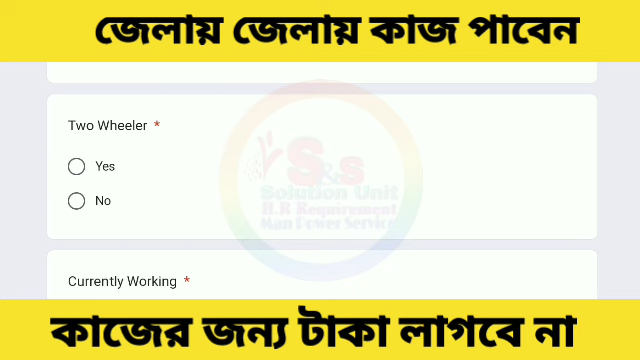 জেলায় জেলায় কাজ পাবেন
Two Wheeler *
Yes
No
S&S
Solution Unit
H.R Requirement
Man Power Service
Currently Working *
কাজের জন্য টাকা লাগবে না